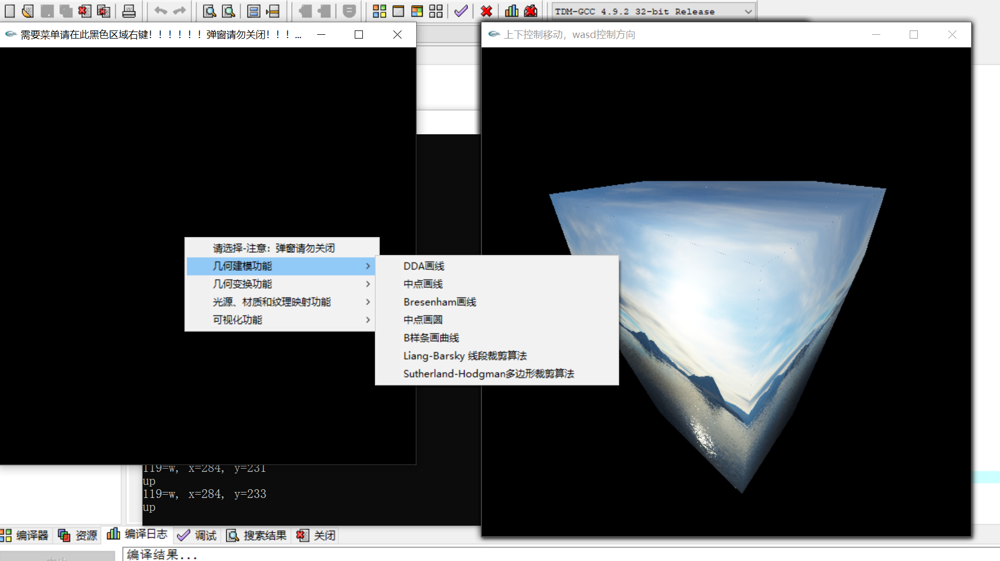 TDM-GCC 4.9.2 32-bit Release
需要菜单请在此黑色区域右键！！！！！！弹窗请勿关闭！！！...
上下控制移动，wasd控制方向
请选择-注意：弹窗请勿关闭
几何建模功能
几何变换功能
光源、材质和纹理映射功能
可视化功能
DDA画线
中点画线
Bresenham画线
中点画圆
B样条画曲线
Liang-Barsky 线段裁剪算法
Sutherland-Hodgman多边形裁剪算法
119=w, x=284, y=231
up
119=w, x=284, y=233
up
编译器 资源 编译日志 调试 搜索结果 关闭
编译结果...